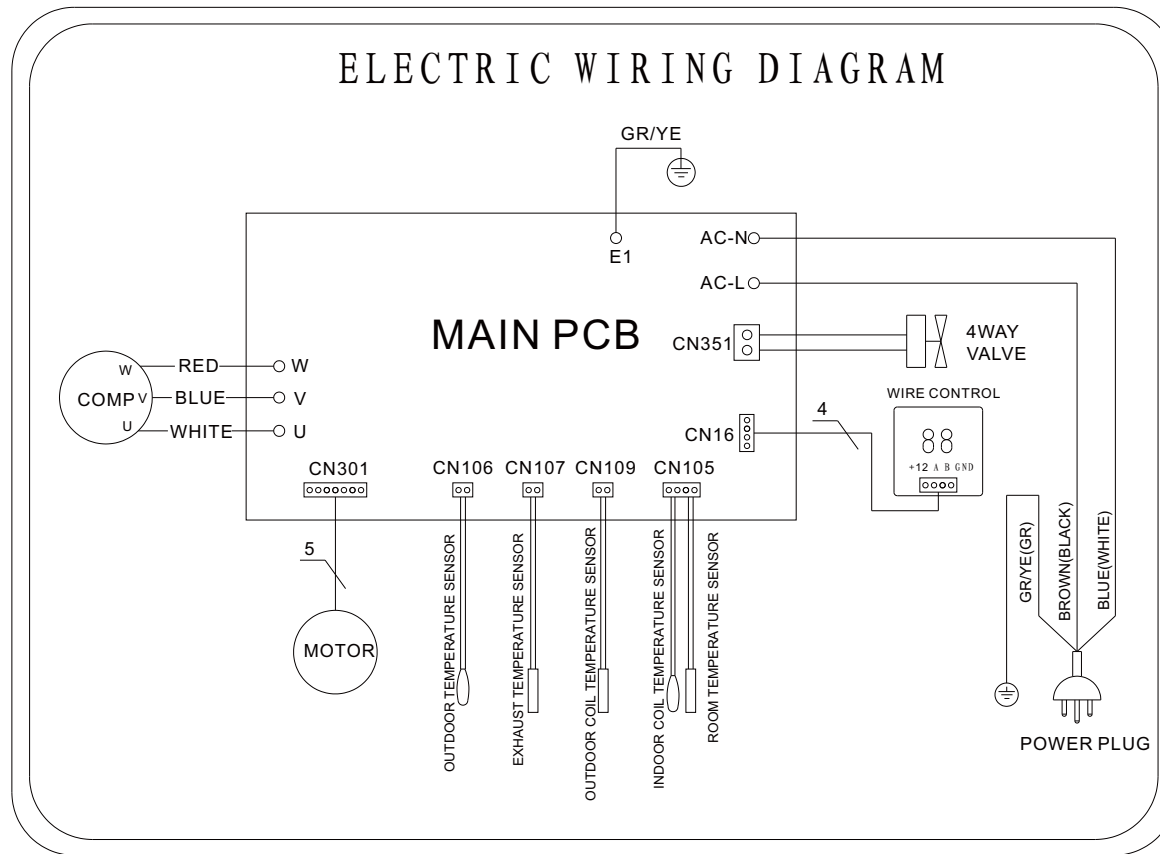 ELECTRIC WIRING DIAGRAM
GR/YE
E1
AC-N
AC-L
MAIN PCB
CN351
4WAY
VALVE
WIRE CONTROL
88
+12 A B GND
4
CN16
COMP
W
V
U
RED
BLUE
WHITE
W
V
U
CN301
CN106
CN107
CN109
CN105
5
MOTOR
OUTDOOR TEMPERATURE SENSOR
EXHAUST TEMPERATURE SENSOR
OUTDOOR COIL TEMPERATURE SENSOR
INDOOR COIL TEMPERATURE SENSOR
ROOM TEMPERATURE SENSOR
GR/YE(GR)
BROWN(BLACK)
BLUE(WHITE)
POWER PLUG